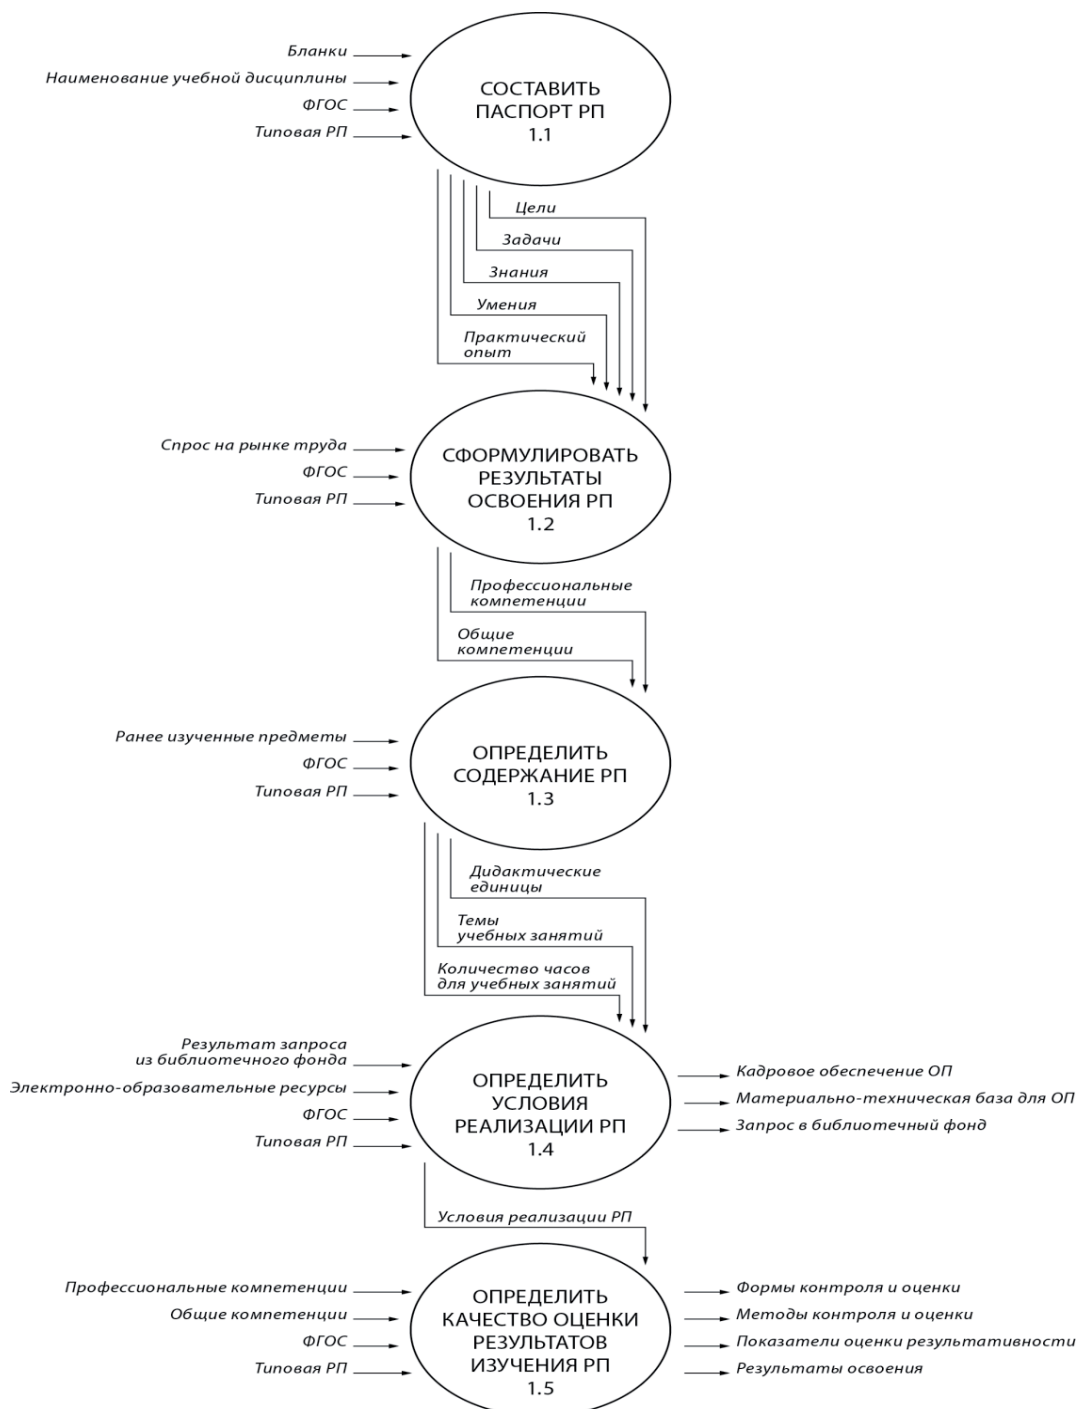 Бланки
Наименование учебной дисциплины
ФГОС
Типовая РП
СОСТАВИТЬ
ПАСПОРТ РП
1.1
Цели
Задачи
Знания
Умения
Практический
опыт
Спрос на рынке труда
ФГОС
Типовая РП
СФОРМУЛИРОВАТЬ
РЕЗУЛЬТАТЫ
ОСВОЕНИЯ РП
1.2
Профессиональные
компетенции
Общие
компетенции
Ранее изученные предметы
ФГОС
Типовая РП
ОПРЕДЕЛИТЬ
СОДЕРЖАНИЕ РП
1.3
Дидактические
единицы
Темы
учебных занятий
Количество часов
для учебных занятий
Результат запроса
из библиотечного фонда
Электронно-образовательные ресурсы
ФГОС
Типовая РП
ОПРЕДЕЛИТЬ
УСЛОВИЯ
РЕАЛИЗАЦИИ РП
1.4
Кадровое обеспечение ОП
Материально-техническая база для ОП
Запрос в библиотечный фонд
Условия реализации РП
Профессиональные компетенции
Общие компетенции
ФГОС
Типовая РП
ОПРЕДЕЛИТЬ
КАЧЕСТВО ОЦЕНКИ
РЕЗУЛЬТАТОВ
ИЗУЧЕНИЯ РП
1.5
Формы контроля и оценки
Методы контроля и оценки
Показатели оценки результативности
Результаты освоения